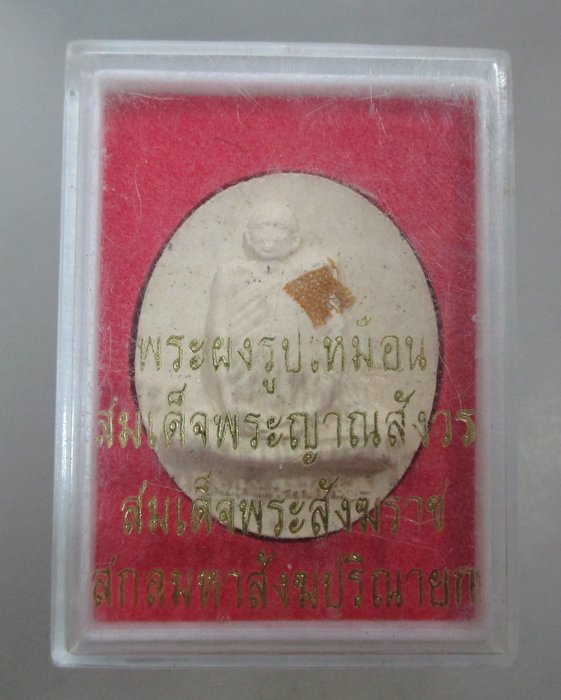 พระผงรูปเหมือน
สมเด็จพระญาณสังวร
สมเด็จพระสังฆราช
สกลมหาสังฆปริณายก